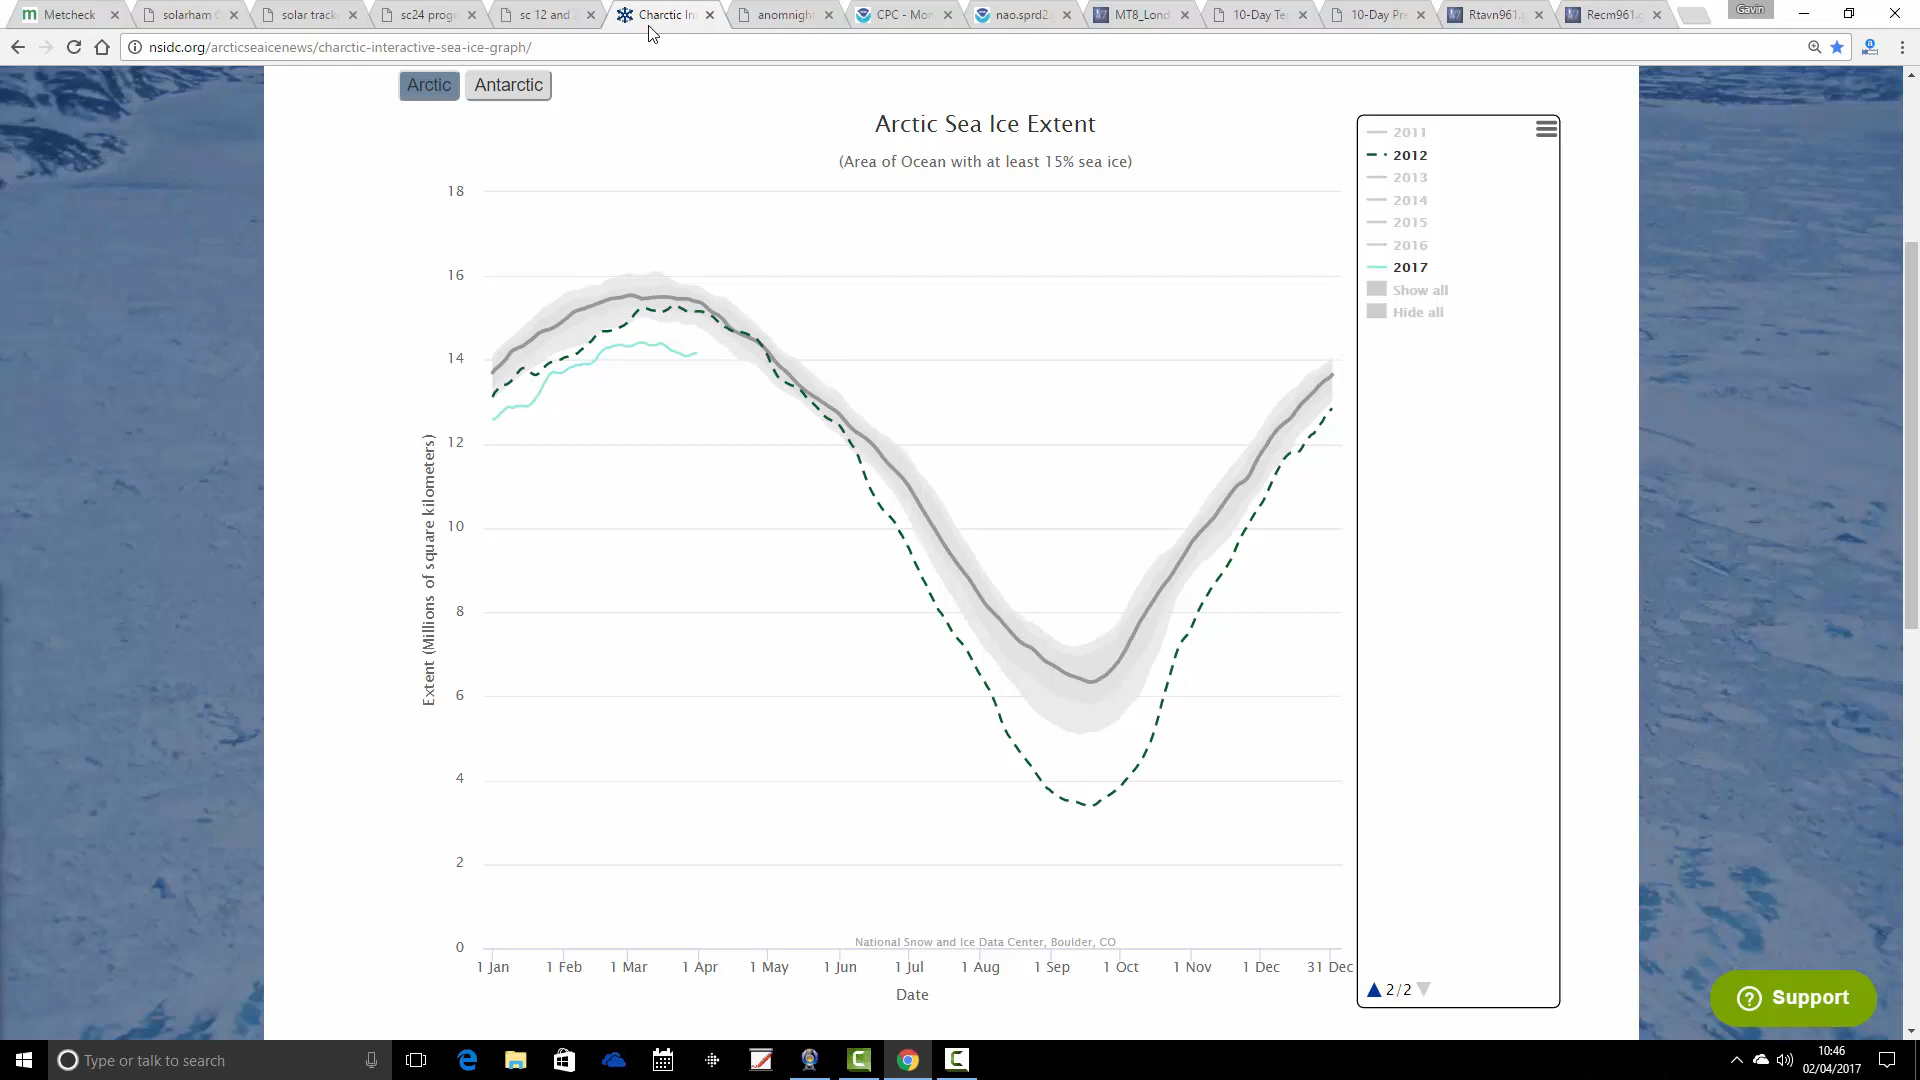 Metcheck
solarham C
solar track
sc24 prog
sc 12 and
Charctic In
anomnight
CPC - Mon
nao.sprd2.
MT8_Lond
10-Day Te
10-Day Pre
Rtavn961.g
Recm961.g
Gavin
nsidc.org/arcticseaicenews/charctic-interactive-sea-ice-graph/
Arctic
Antarctic
Arctic Sea Ice Extent
(Area of Ocean with at least 15% sea ice)
2011
2012
2013
2014
2015
2016
2017
Show all
Hide all
2/2
Extent (Millions of square kilometers)
18
16
14
12
10
8
6
4
2
0
National Snow and Ice Data Center, Boulder, CO
1 Jan
1 Feb
1 Mar
1 Apr
1 May
1 Jun
1 Jul
1 Aug
1 Sep
1 Oct
1 Nov
1 Dec
31 Dec
Date
Support
Type or talk to search
10:46
02/04/2017